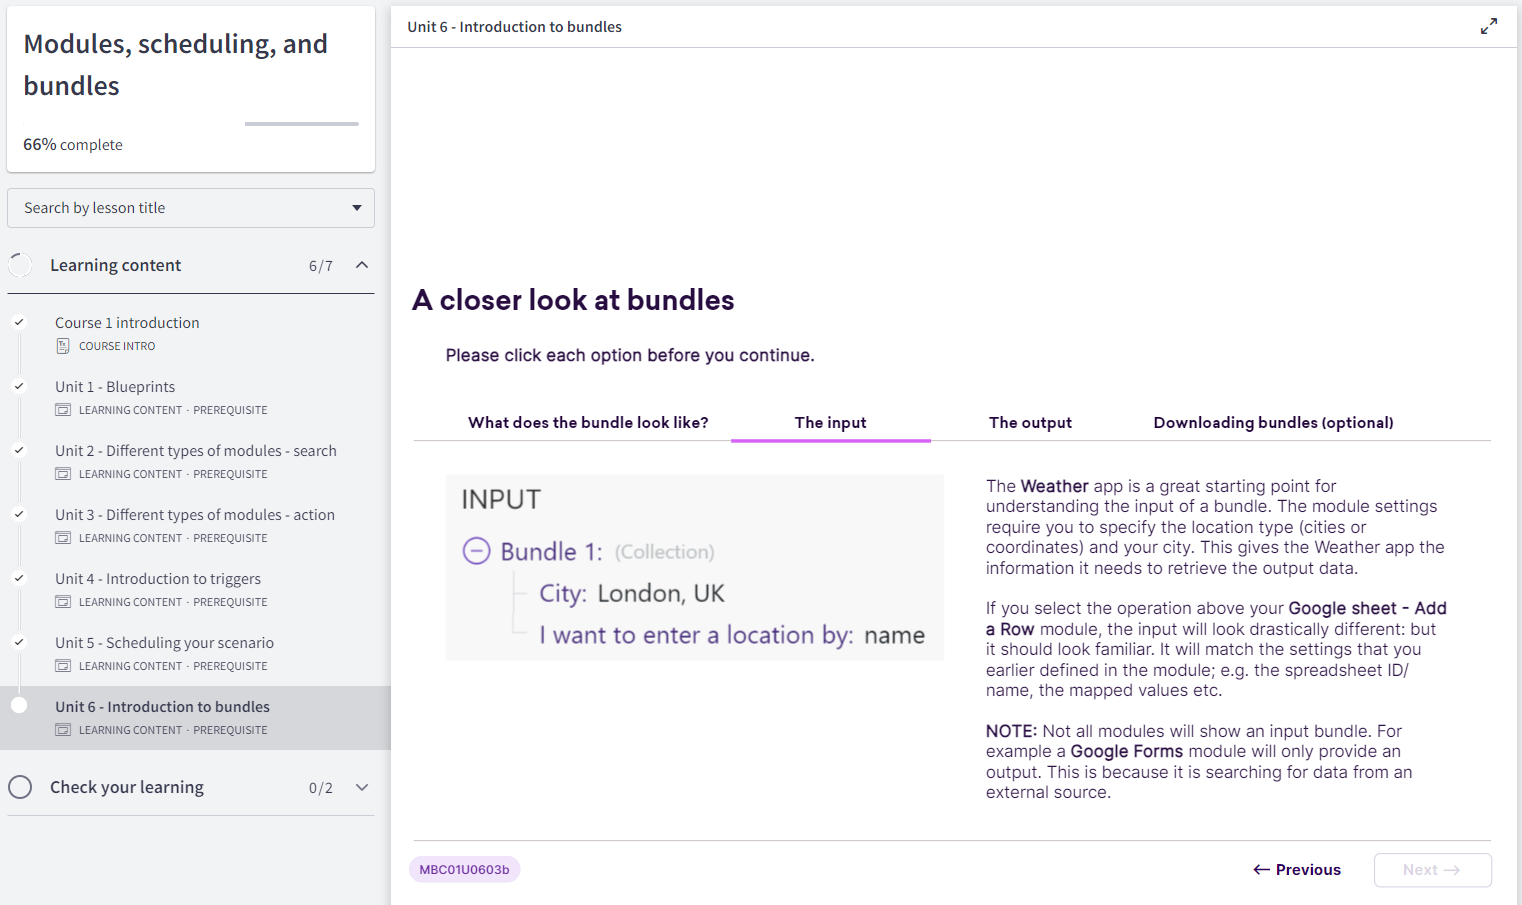 Modules, scheduling, and
bundles
66% complete
Search by lesson title
Learning content 6/7
Course 1 introduction
COURSE INTRO
Unit 1 - Blueprints
LEARNING CONTENT · PREREQUISITE
Unit 2 - Different types of modules - search
LEARNING CONTENT · PREREQUISITE
Unit 3 - Different types of modules - action
LEARNING CONTENT · PREREQUISITE
Unit 4 - Introduction to triggers
LEARNING CONTENT · PREREQUISITE
Unit 5 - Scheduling your scenario
LEARNING CONTENT · PREREQUISITE
Unit 6 - Introduction to bundles
LEARNING CONTENT · PREREQUISITE
Check your learning 0/2
Unit 6 - Introduction to bundles
A closer look at bundles
Please click each option before you continue.
What does the bundle look like? The input The output Downloading bundles (optional)
INPUT
Bundle 1: (Collection)
City: London, UK
I want to enter a location by: name
The Weather app is a great starting point for
understanding the input of a bundle. The module settings
require you to specify the location type (cities or
coordinates) and your city. This gives the Weather app the
information it needs to retrieve the output data.
If you select the operation above your Google sheet - Add
a Row module, the input will look drastically different: but
it should look familiar. It will match the settings that you
earlier defined in the module; e.g. the spreadsheet ID/
name, the mapped values etc.
NOTE: Not all modules will show an input bundle. For
example a Google Forms module will only provide an
output. This is because it is searching for data from an
external source.
MBC01U0603b
← Previous
Next →